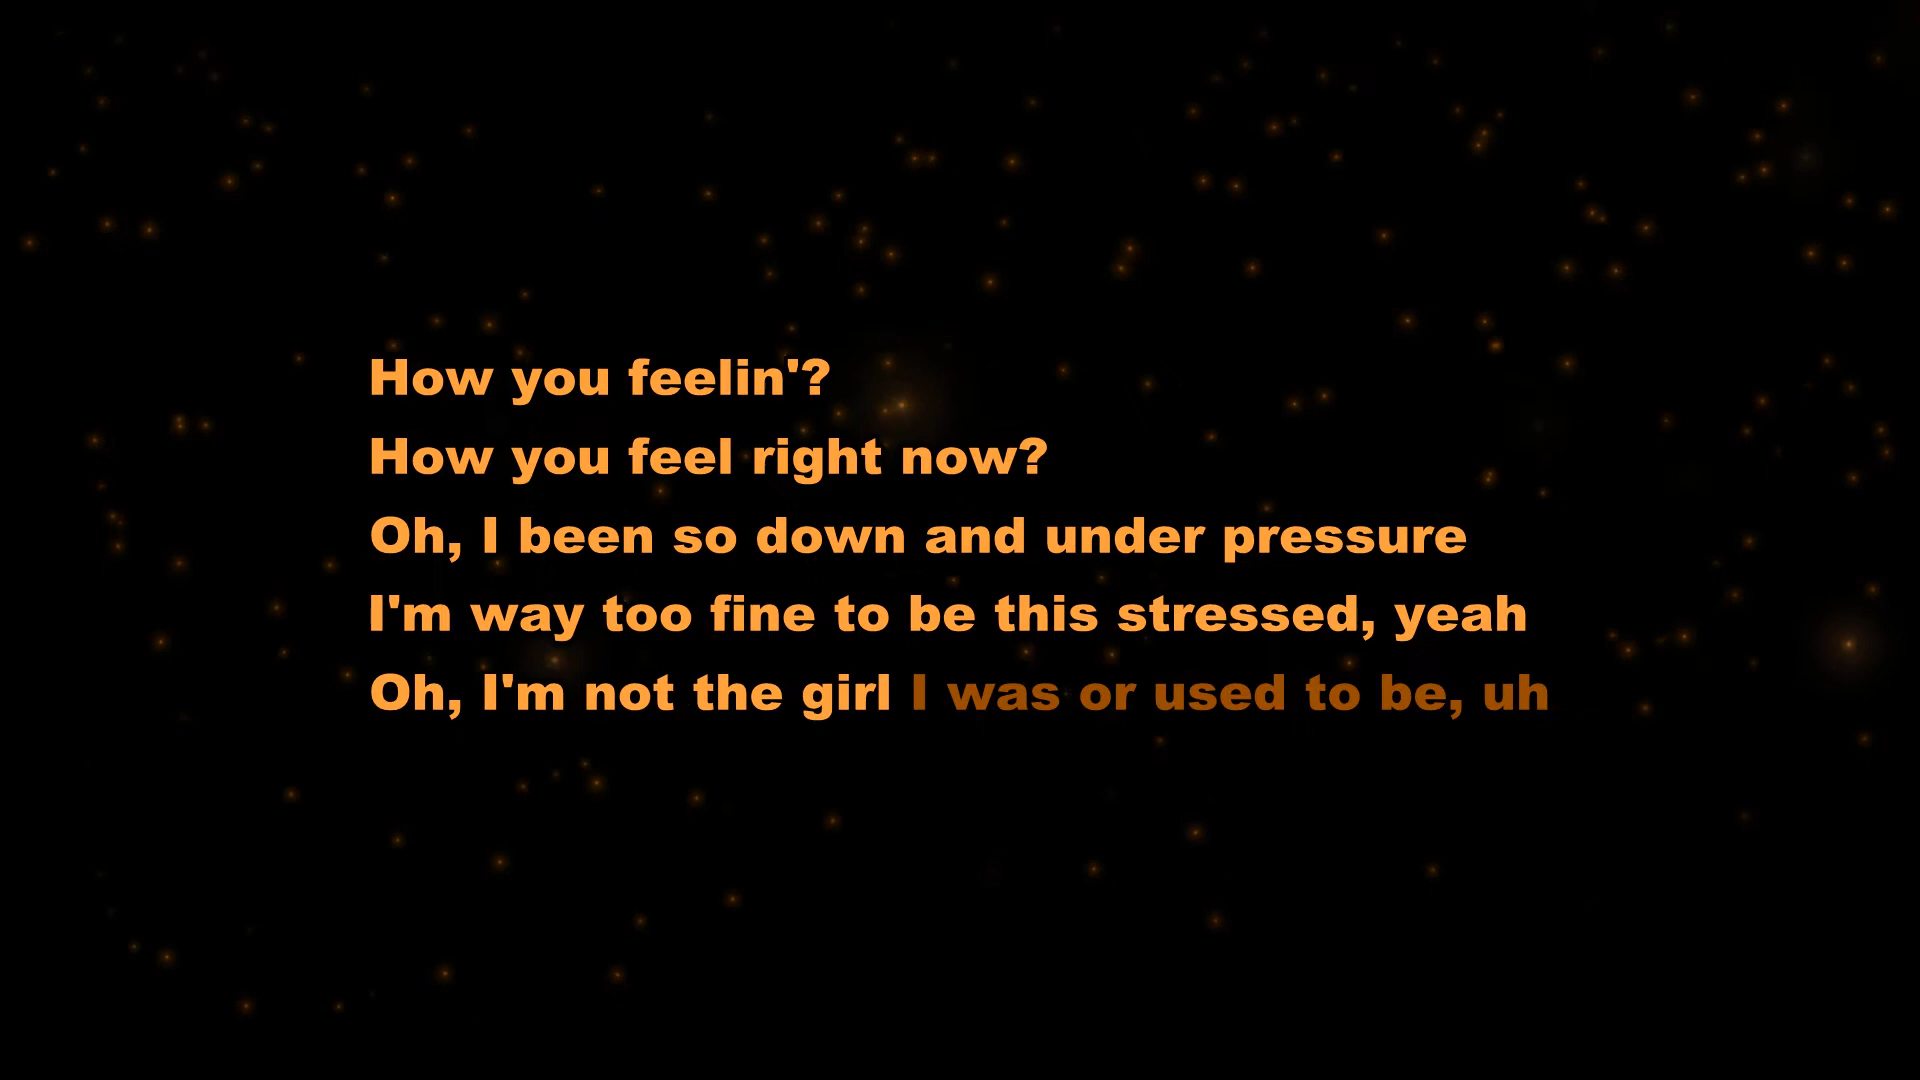 How you feelin'?
How you feel right now?
Oh, I been so down and under pressure
I'm way too fine to be this stressed, yeah
Oh, I'm not the girl I was or used to be, uh